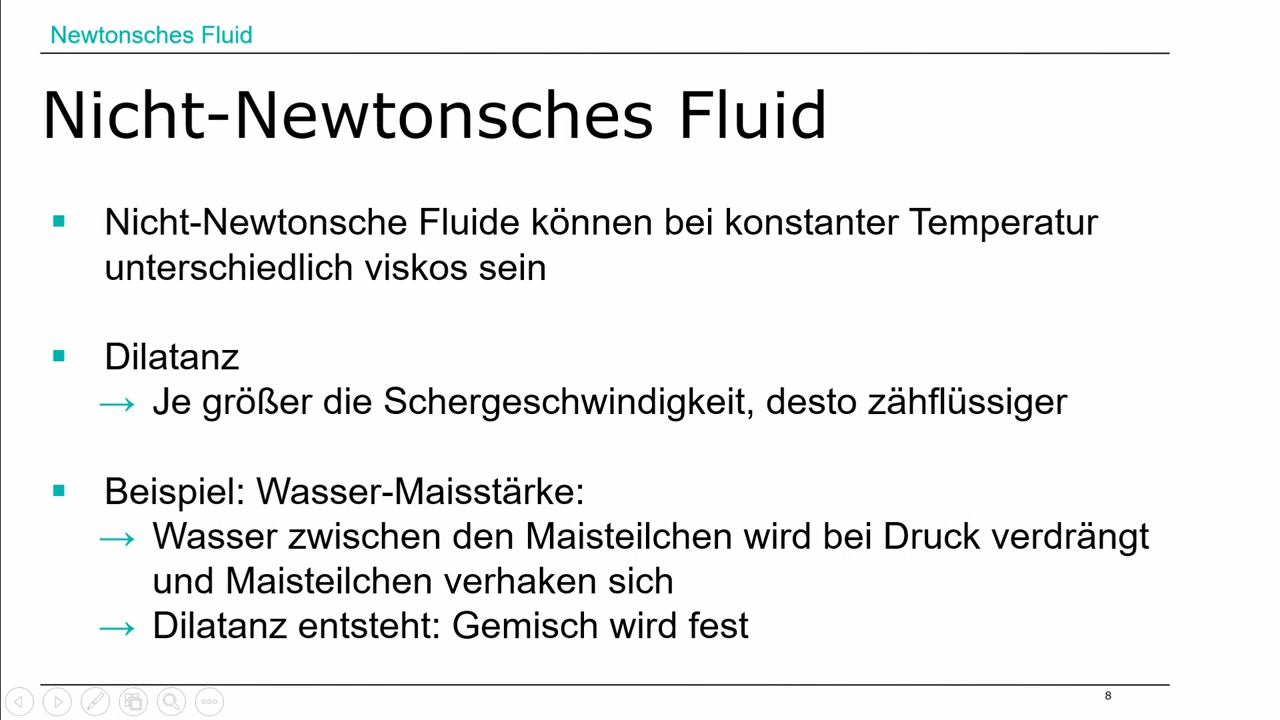 Newtonsches Fluid
Nicht-Newtonsches Fluid
▪ Nicht-Newtonsche Fluide können bei konstanter Temperatur
unterschiedlich viskos sein
▪ Dilatanz
→ Je größer die Schergeschwindigkeit, desto zähflüssiger
▪ Beispiel: Wasser-Maisstärke:
→ Wasser zwischen den Maisteilchen wird bei Druck verdrängt
und Maisteilchen verhaken sich
→ Dilatanz entsteht: Gemisch wird fest
8